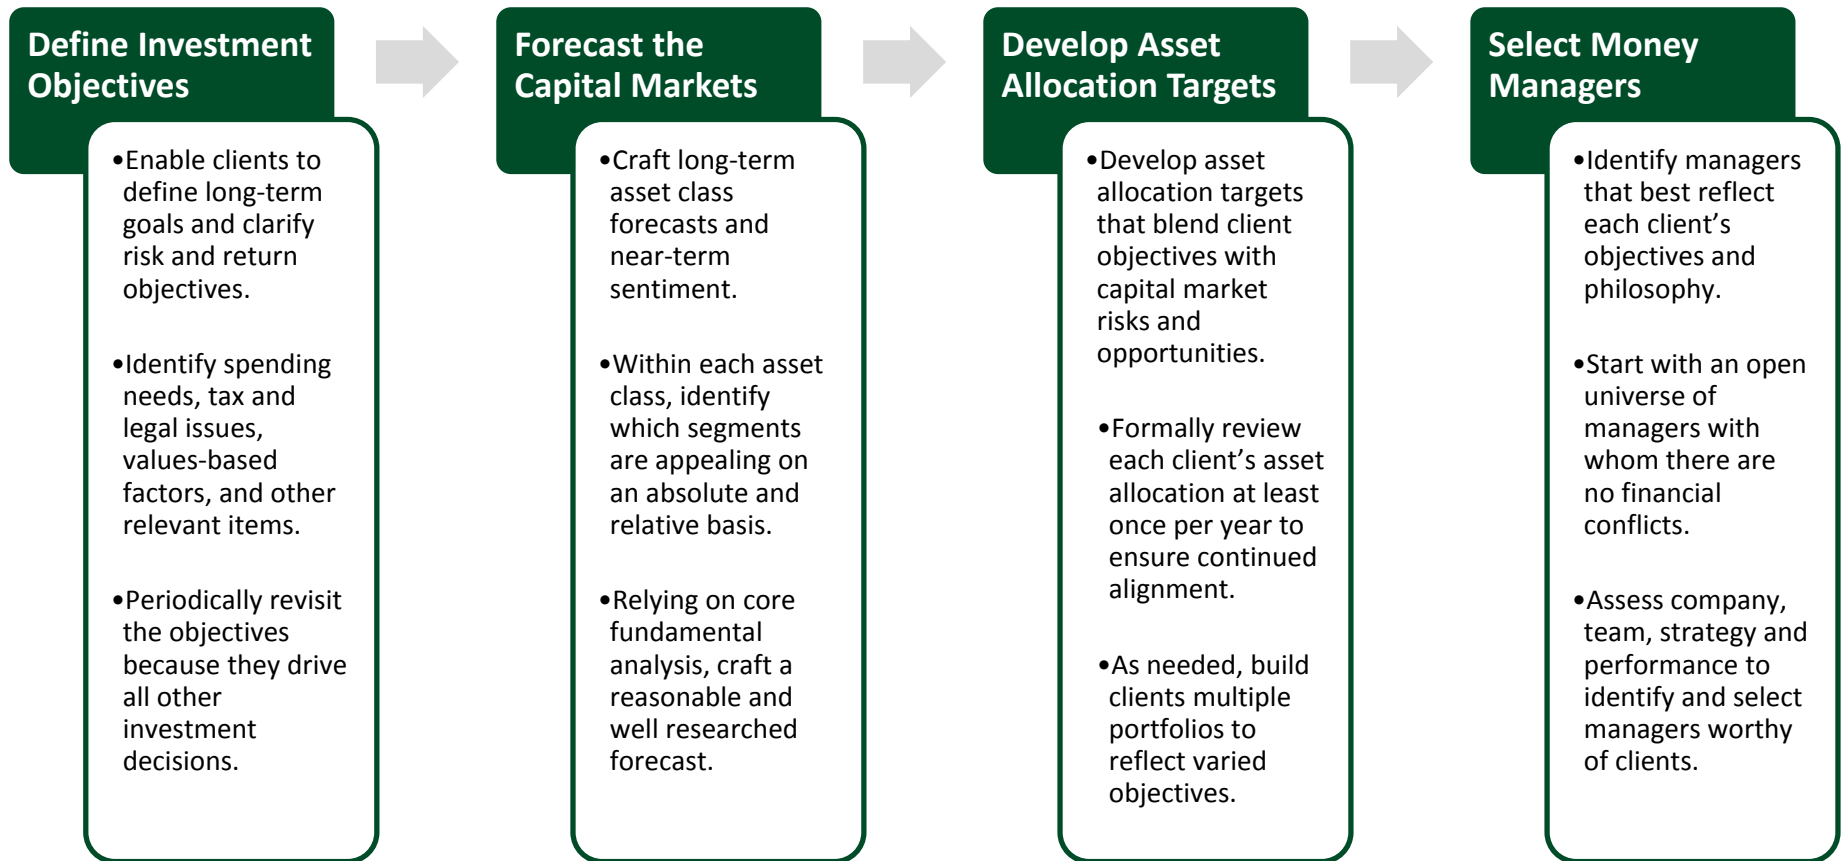 Define Investment
Objectives
•Enable clients to
define long-term
goals and clarify
risk and return
objectives.
•Identify spending
needs, tax and
legal issues,
values-based
factors, and other
relevant items.
•Periodically revisit
the objectives
because they drive
all other
investment
decisions.
Forecast the
Capital Markets
•Craft long-term
asset class
forecasts and
near-term
sentiment.
•Within each asset
class, identify
which segments
are appealing on
an absolute and
relative basis.
•Relying on core
fundamental
analysis, craft a
reasonable and
well researched
forecast.
Develop Asset
Allocation Targets
•Develop asset
allocation targets
that blend client
objectives with
capital market
risks and
opportunities.
•Formally review
each client’s asset
allocation at least
once per year to
ensure continued
alignment.
•As needed, build
clients multiple
portfolios to
reflect varied
objectives.
Select Money
Managers
•Identify managers
that best reflect
each client’s
objectives and
philosophy.
•Start with an open
universe of
managers with
whom there are
no financial
conflicts.
•Assess company,
team, strategy and
performance to
identify and select
managers worthy
of clients.